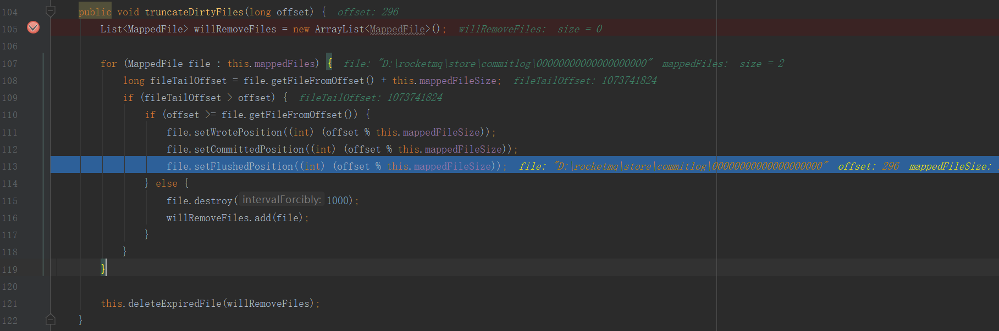 104 public void truncateDirtyFiles(long offset) { offset: 296
105 List<MappedFile> willRemoveFiles = new ArrayList<MappedFile>(); willRemoveFiles: size = 0
106
107 for (MappedFile file : this.mappedFiles) { file: "D:\rocketmq\store\commitlog\00000000000000000000" mappedFiles: size = 2
108 long fileTailOffset = file.getFileFromOffset() + this.mappedFileSize; fileTailOffset: 1073741824
109 if (fileTailOffset > offset) { fileTailOffset: 1073741824
110 if (offset >= file.getFileFromOffset()) {
111 file.setWrotePosition((int) (offset % this.mappedFileSize));
112 file.setCommittedPosition((int) (offset % this.mappedFileSize));
113 file.setFlushedPosition((int) (offset % this.mappedFileSize)); file: "D:\rocketmq\store\commitlog\00000000000000000000" offset: 296 mappedFileSize:
114 } else {
115 file.destroy( intervalForcibly: 1000);
116 willRemoveFiles.add(file);
117 }
118 }
119 }
120
121 this.deleteExpiredFile(willRemoveFiles);
122 }